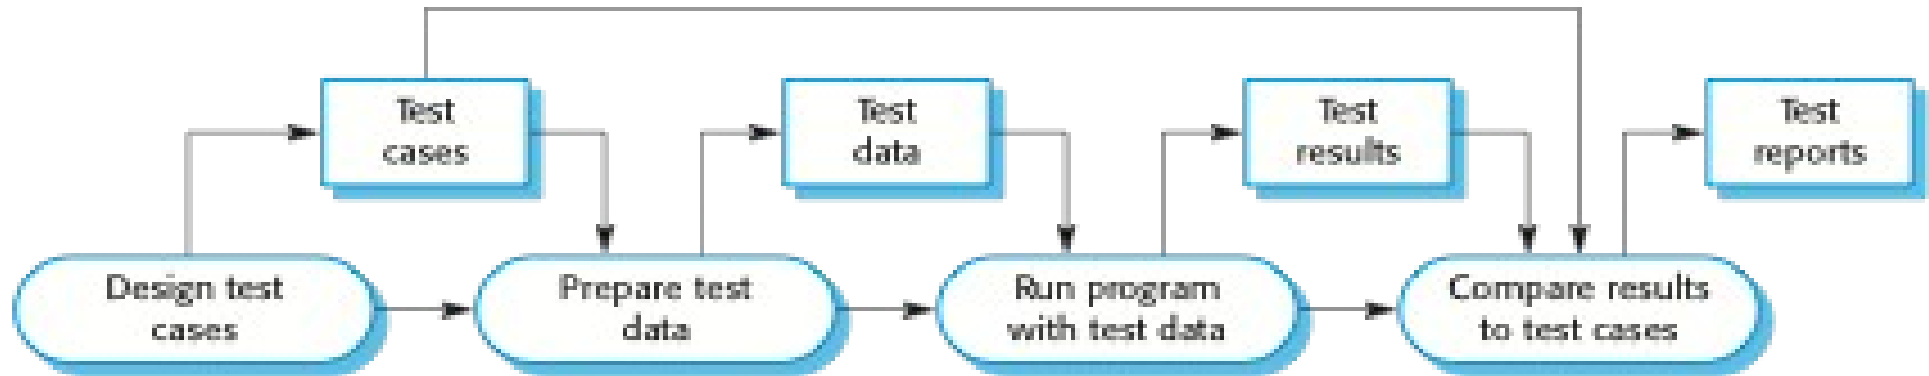 Test
cases
Test
data
Test
results
Test
reports
Design test
cases
Prepare test
data
Run program
with test data
Compare results
to test cases